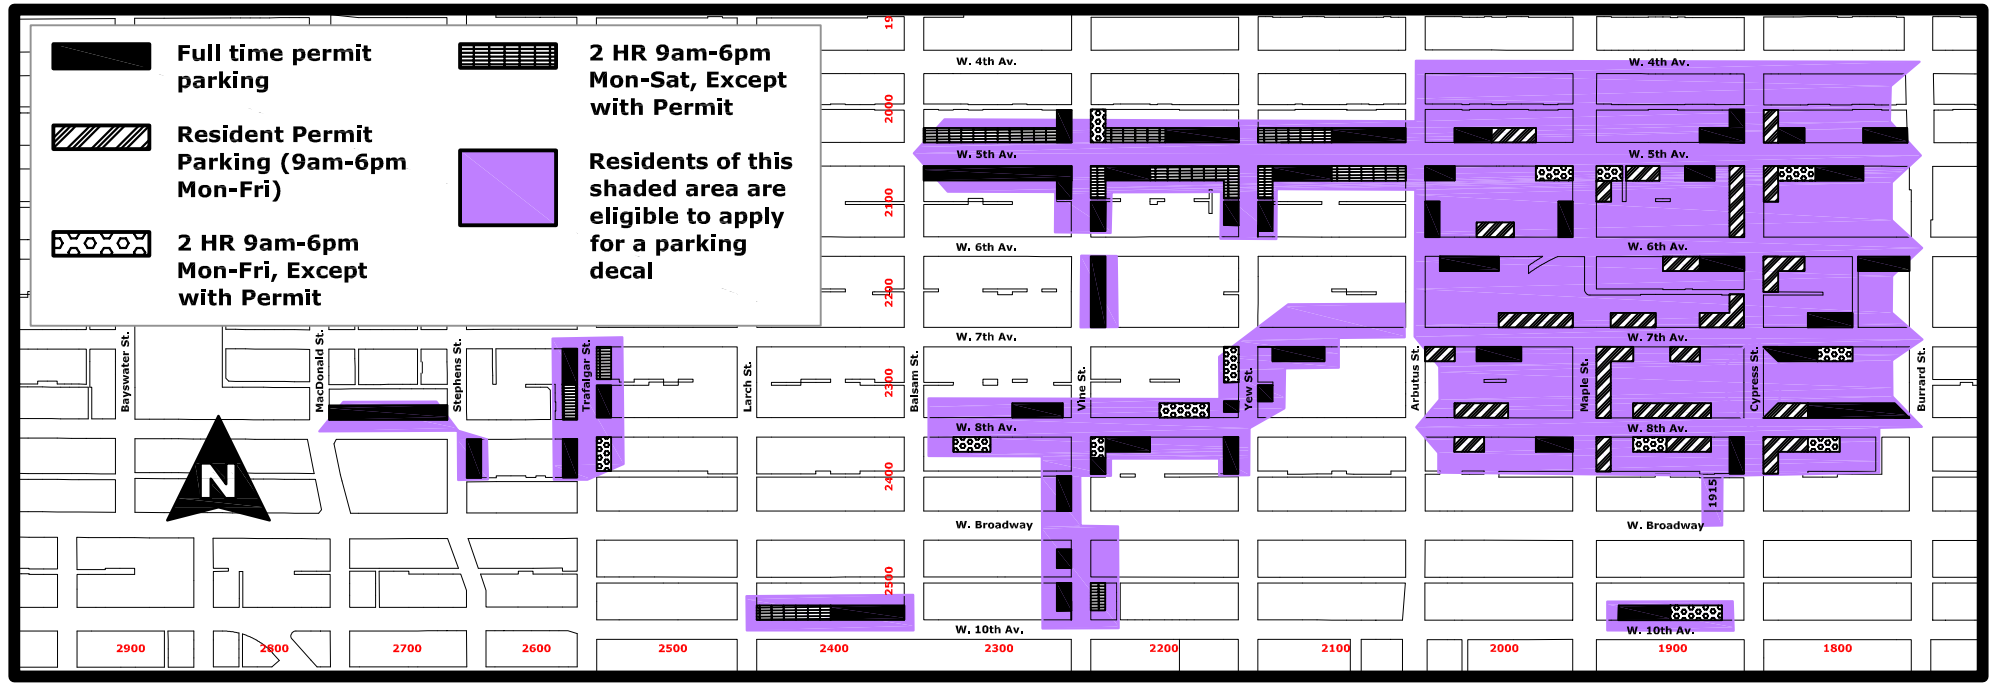 Full time permit
parking
Resident Permit
Parking (9am-6pm
Mon-Fri)
2 HR 9am-6pm
Mon-Fri, Except
with Permit
2 HR 9am-6pm
Mon-Sat, Except
with Permit
Residents of this
shaded area are
eligible to apply
for a parking
decal
19
W. 4th Av.
W. 4th Av.
2000
W. 5th Av.
W. 5th Av.
2100
W. 6th Av.
W. 6th Av.
2200
W. 7th Av.
W. 7th Av.
Bayswater St.
MacDonald St.
Stephens St.
Trafalgar St.
Larch St.
Balsam St.
2300
Vine St.
Yew St.
Arbutus St.
Maple St.
Cypress St.
Burrard St.
W. 8th Av.
W. 8th Av.
N
2400
1915
W. Broadway
W. Broadway
2500
W. 10th Av.
W. 10th Av.
2900
2800
2700
2600
2500
2400
2300
2200
2100
2000
1900
1800